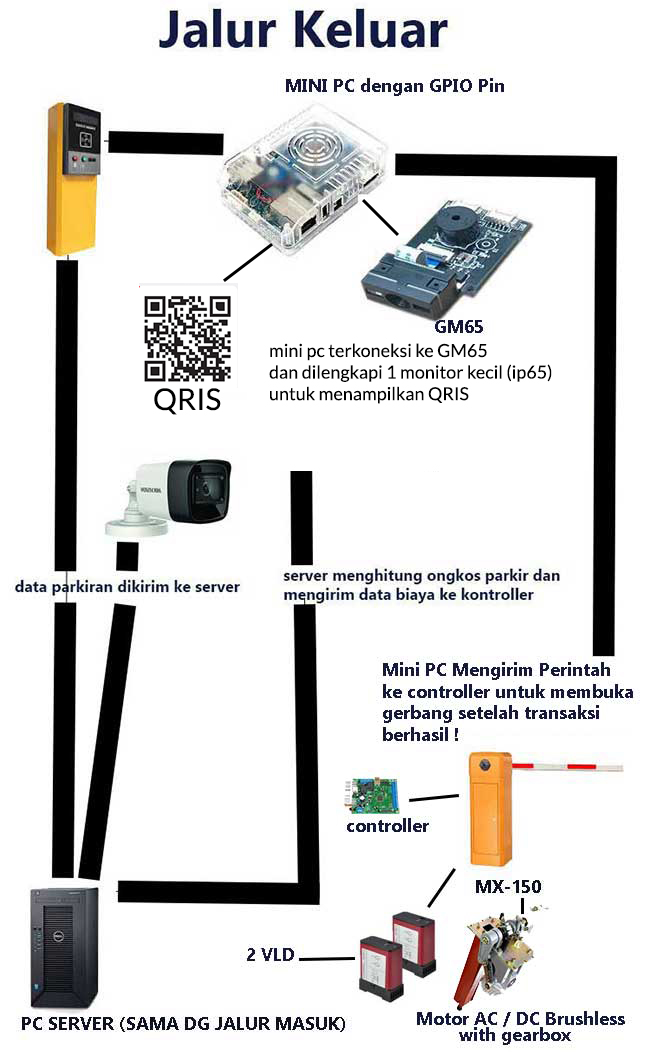 Jalur Keluar
MINI PC dengan GPIO Pin
GM65
QRIS
mini pc terkoneksi ke GM65
dan dilengkapi 1 monitor kecil (ip65)
untuk menampilkan QRIS
data parkiran dikirim ke server
server menghitung ongkos parkir dan
mengirim data biaya ke kontroller
Mini PC Mengirim Perintah
ke controller untuk membuka
gerbang setelah transaksi
berhasil !
controller
MX-150
2 VLD
PC SERVER (SAMA DG JALUR MASUK)
Motor AC / DC Brushless
with gearbox